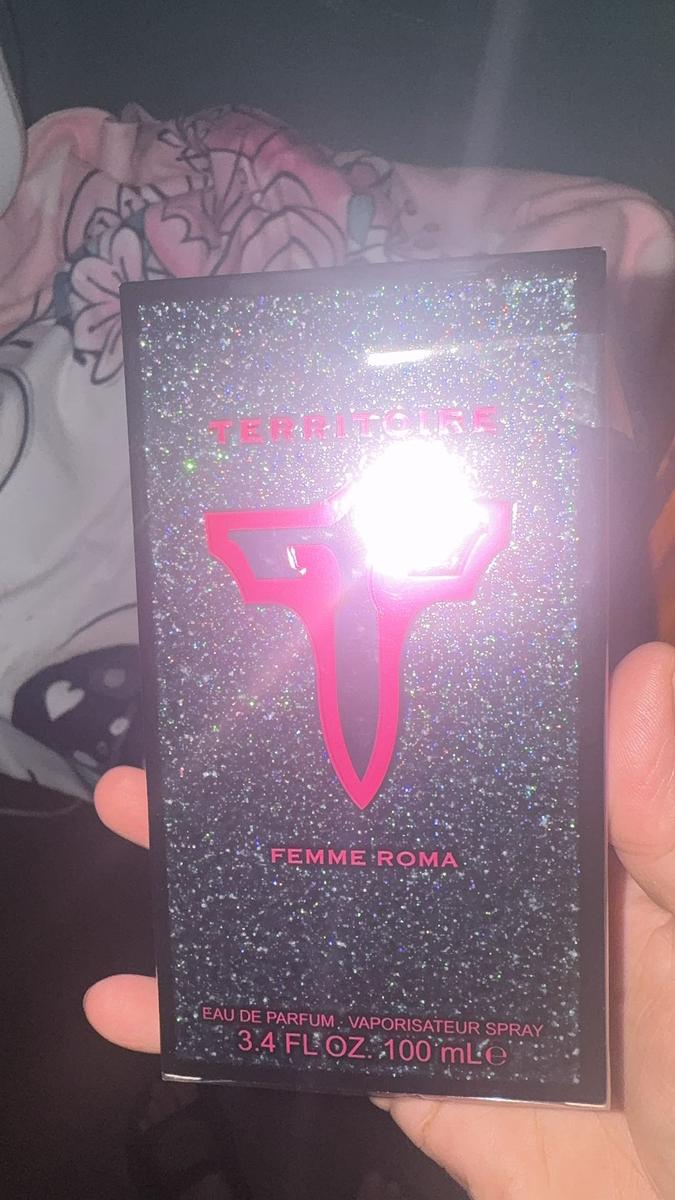 TERRITOIRE
FEMME ROMA
EAU DE PARFUM . VAPORISATEUR SPRAY
3.4 FL OZ. 100 mL℮